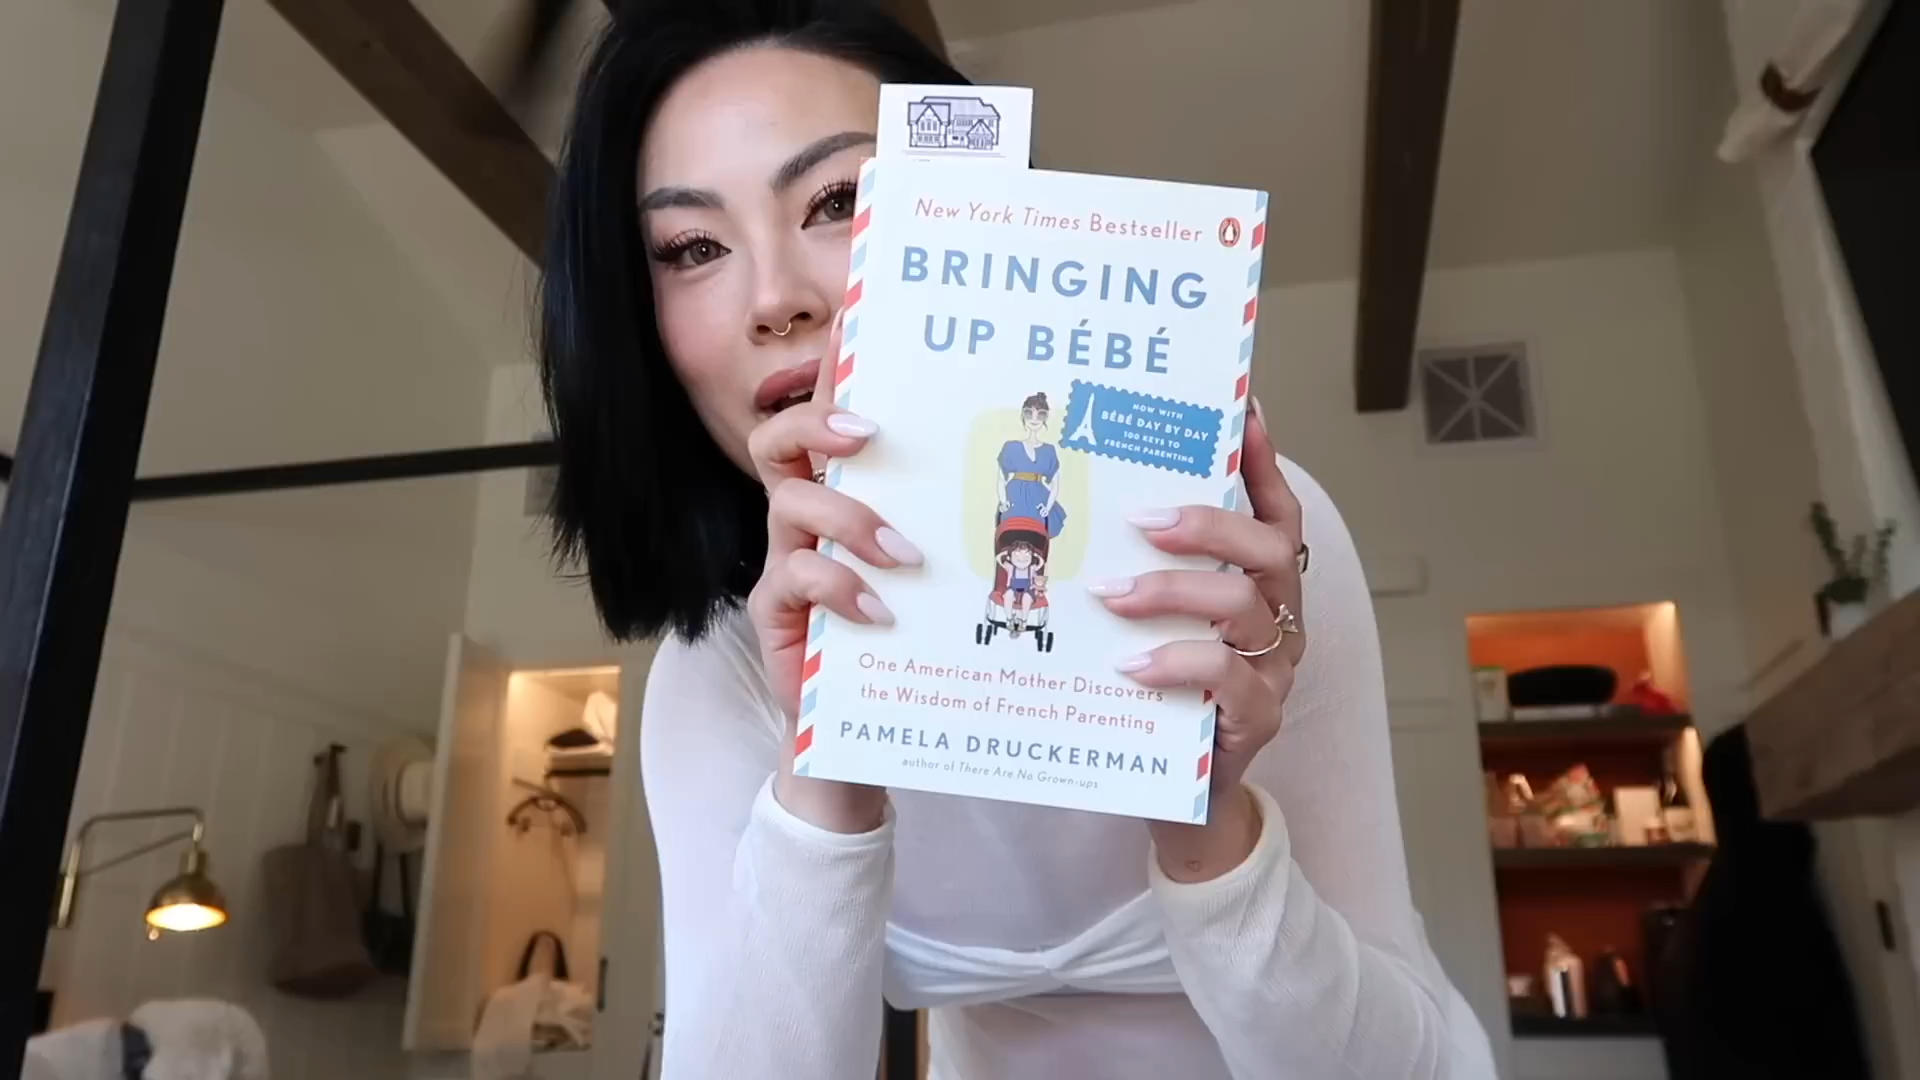 New York Times Bestseller
BRINGING
UP BÉBÉ
NOW WITH
BÉBÉ DAY BY DAY
100 KEYS TO
FRENCH PARENTING
One American Mother Discovers
the Wisdom of French Parenting
PAMELA DRUCKERMAN
author of There Are No Grown-ups